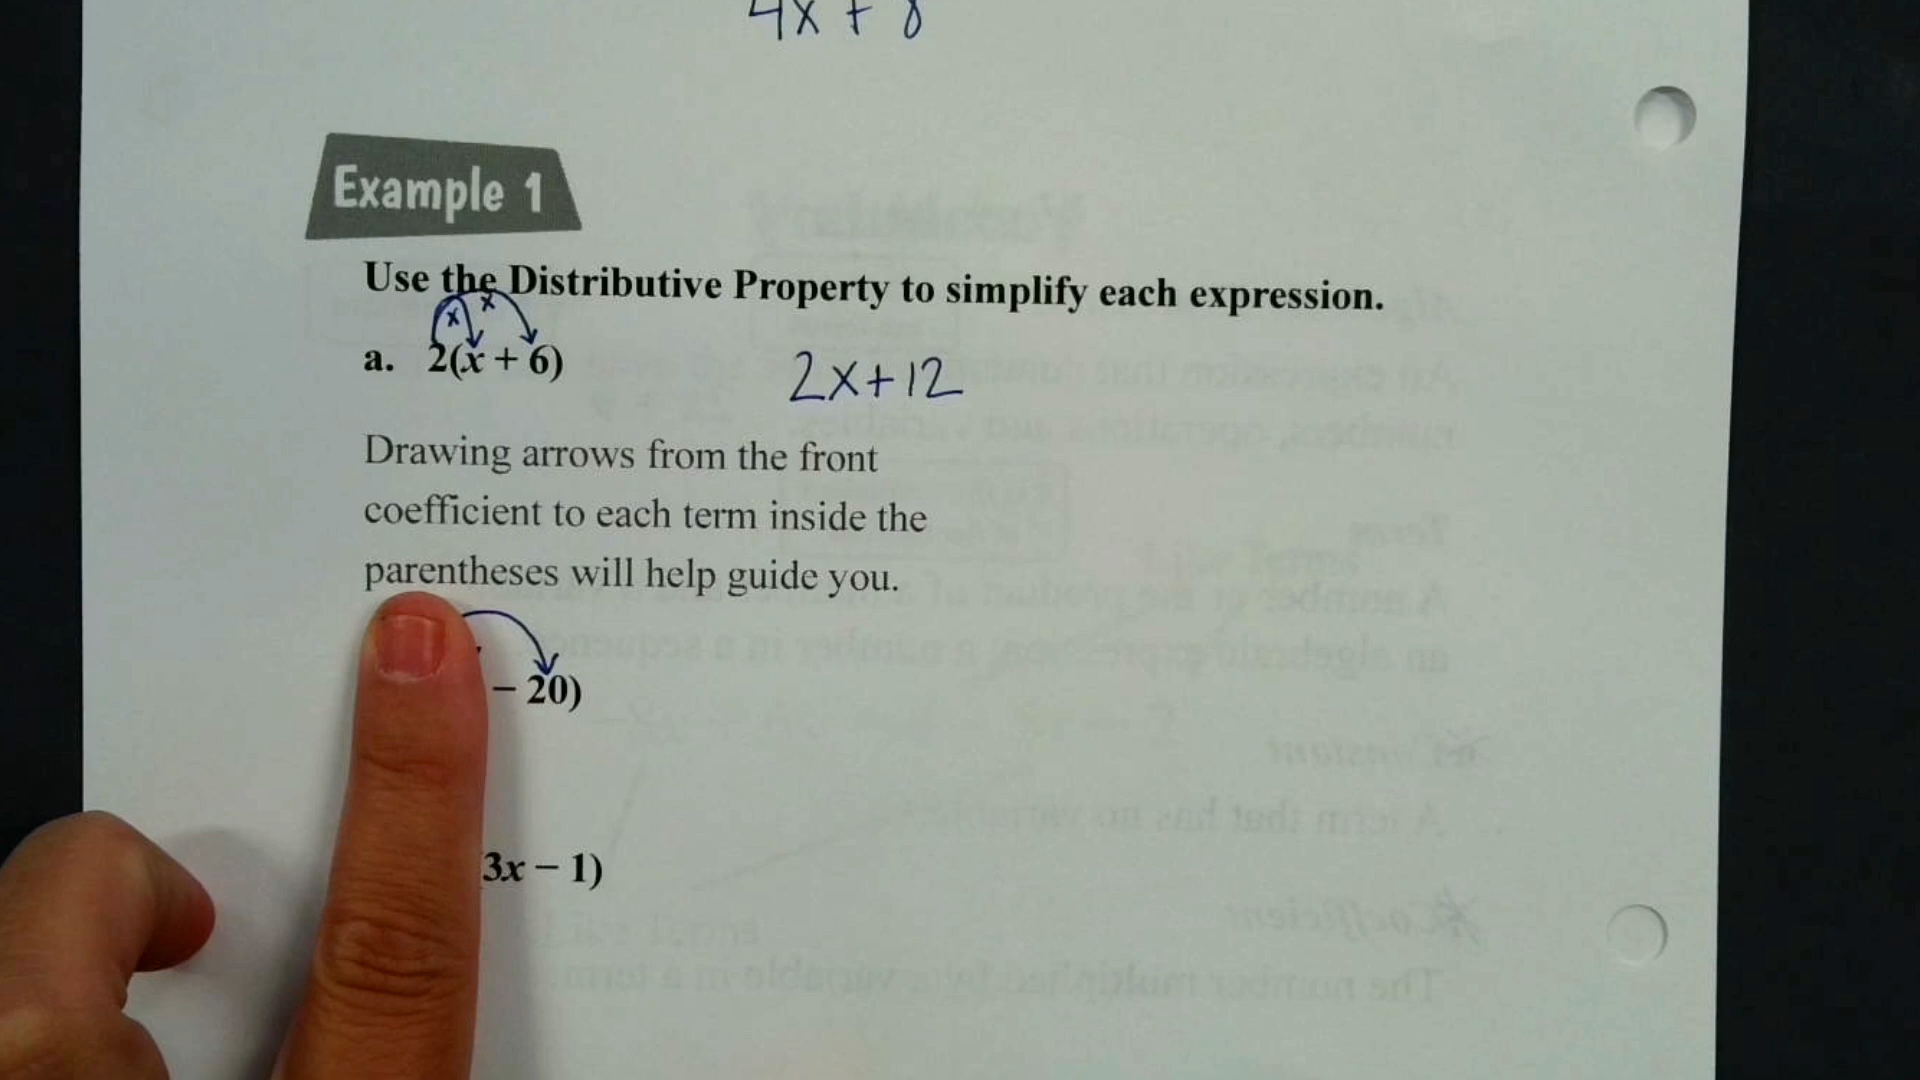 4x + 8
Example 1
Use the Distributive Property to simplify each expression.
x x
a. 2(x + 6) 2x+12
Drawing arrows from the front
coefficient to each term inside the
parentheses will help guide you.
– 20)
3x – 1)